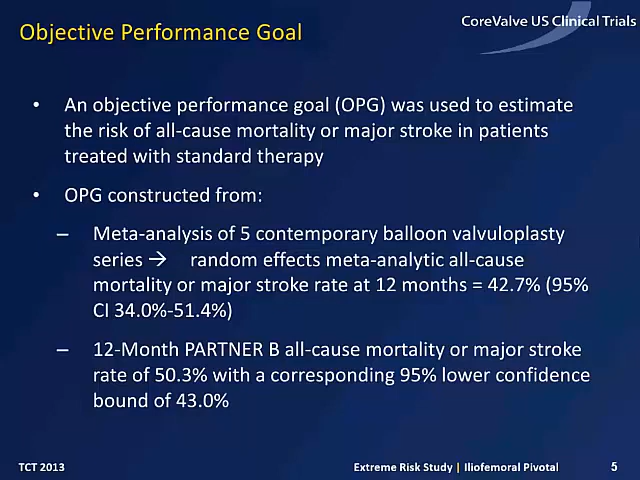 Objective Performance Goal
CoreValve US Clinical Trials
• An objective performance goal (OPG) was used to estimate
the risk of all-cause mortality or major stroke in patients
treated with standard therapy
• OPG constructed from:
– Meta-analysis of 5 contemporary balloon valvuloplasty
series → random effects meta-analytic all-cause
mortality or major stroke rate at 12 months = 42.7% (95%
CI 34.0%-51.4%)
– 12-Month PARTNER B all-cause mortality or major stroke
rate of 50.3% with a corresponding 95% lower confidence
bound of 43.0%
TCT 2013 Extreme Risk Study | Iliofemoral Pivotal 5